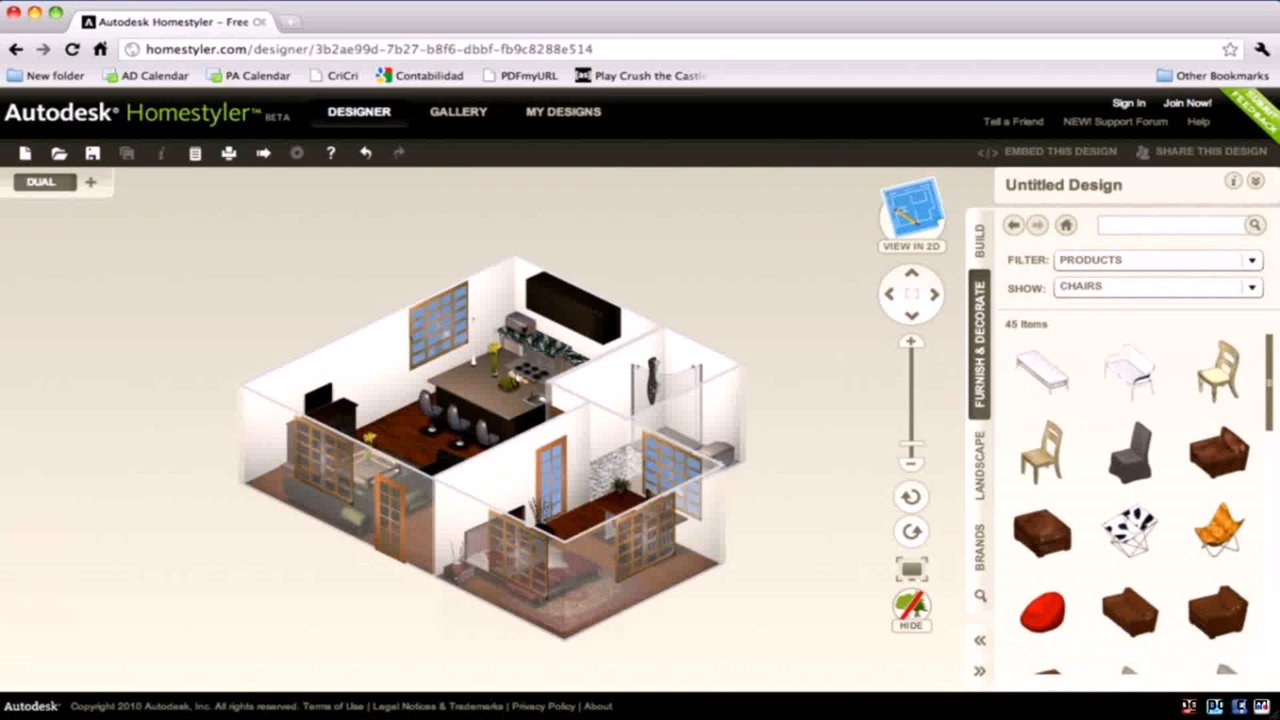 Autodesk Homestyler – Free
homestyler.com/designer/3b2ae99d-7b27-b8f6-dbbf-fb9c8288e514
New folder AD Calendar PA Calendar CriCri Contabilidad PDFmyURL Play Crush the Castle Other Bookmarks
Autodesk® Homestyler™ BETA DESIGNER GALLERY MY DESIGNS
Sign In Join Now!
Tell a Friend NEW! Support Forum Help
FEEDBACK
EMBED THIS DESIGN SHARE THIS DESIGN
DUAL +
VIEW IN 2D
HIDE
BUILD
FURNISH & DECORATE
LANDSCAPE
BRANDS
Untitled Design
FILTER: PRODUCTS
SHOW: CHAIRS
45 Items
Autodesk® Copyright 2010 Autodesk, Inc. All rights reserved. Terms of Use | Legal Notices & Trademarks | Privacy Policy | About